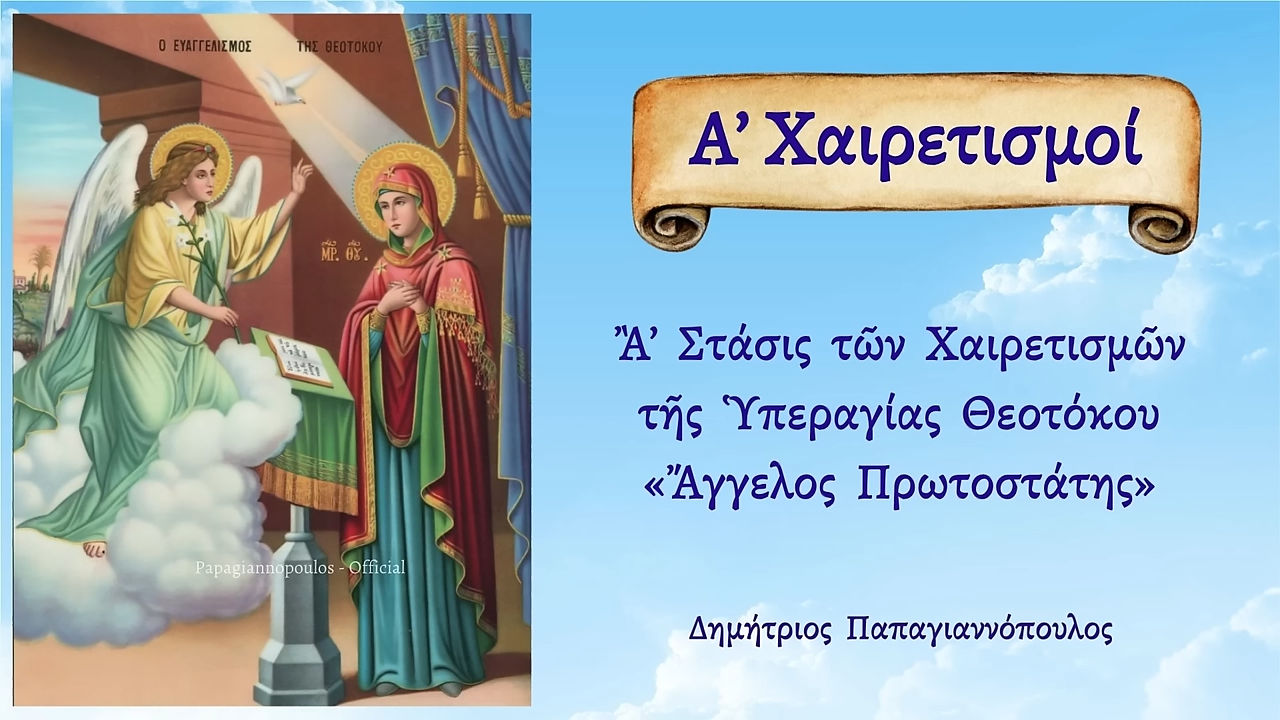 Ο ΕΥΑΓΓΕΛΙΣΜΟΣ ΤΗΣ ΘΕΟΤΟΚΟΥ
ΜΡ. ΘΥ.
Papagiannopoulos - Official
Α’ Χαιρετισμοί
Ἂ’ Στάσις τῶν Χαιρετισμῶν
τῆς Ὑπεραγίας Θεοτόκου
«Ἄγγελος Πρωτοστάτης»
Δημήτριος Παπαγιαννόπουλος